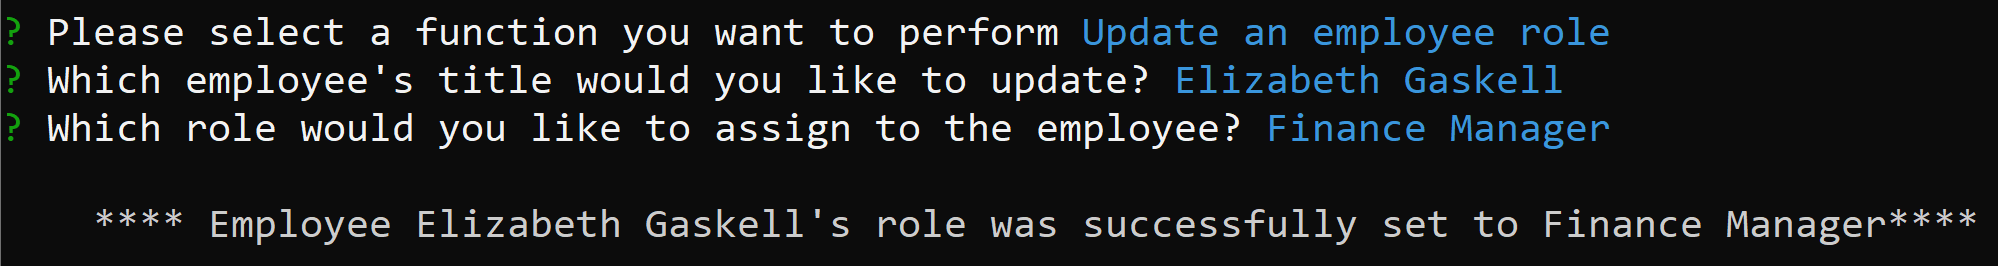 ? Please select a function you want to perform Update an employee role
? Which employee's title would you like to update? Elizabeth Gaskell
? Which role would you like to assign to the employee? Finance Manager
**** Employee Elizabeth Gaskell's role was successfully set to Finance Manager****